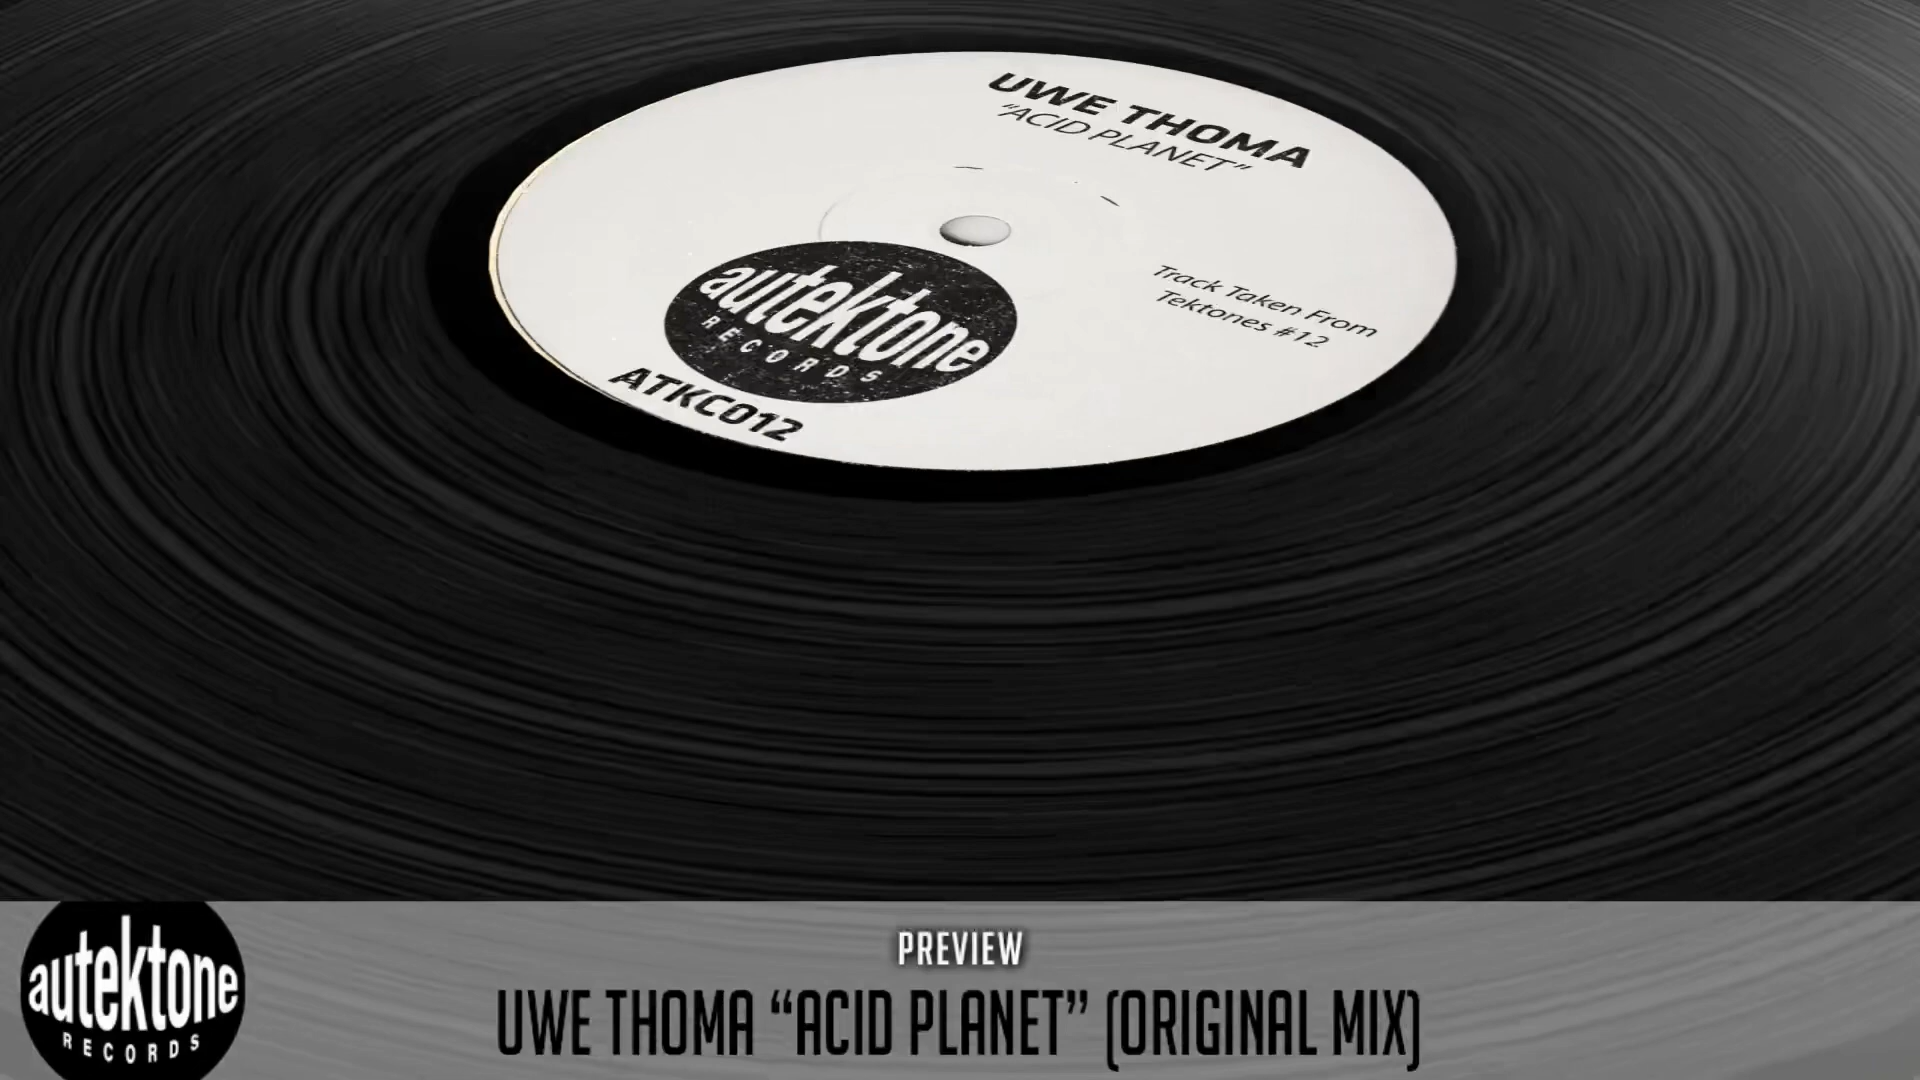 UWE THOMA
“ACID PLANET”
Track Taken From
Tektones #12
autektone
RECORDS
ATKC012
autektone
RECORDS
PREVIEW
UWE THOMA “ACID PLANET” (ORIGINAL MIX)